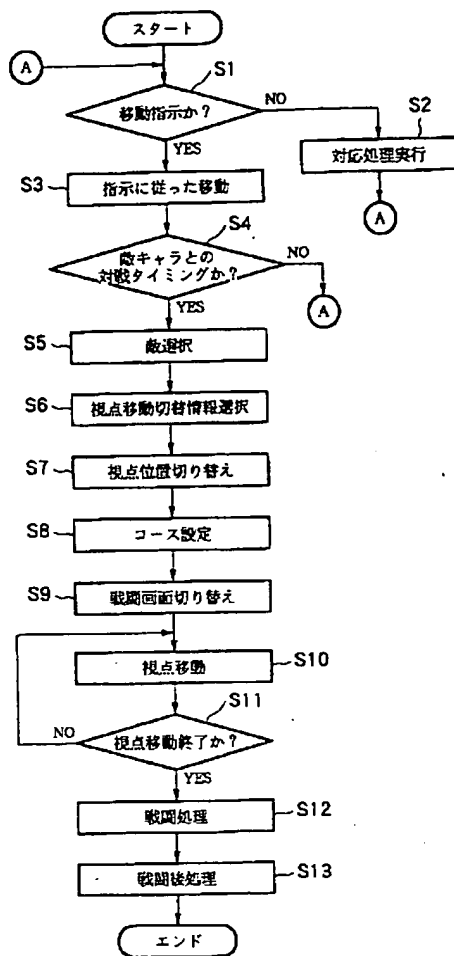 スタート
A
S1
移動指示か？
NO
S2
対応処理実行
A
YES
S3
指示に従った移動
S4
敵キャラとの
対戦タイミングか？
NO
A
YES
S5
敵選択
S6
視点移動切替情報選択
S7
視点位置切り替え
S8
コース設定
S9
戦闘画面切り替え
S10
視点移動
S11
視点移動終了か？
NO
YES
S12
戦闘処理
S13
戦闘後処理
エンド